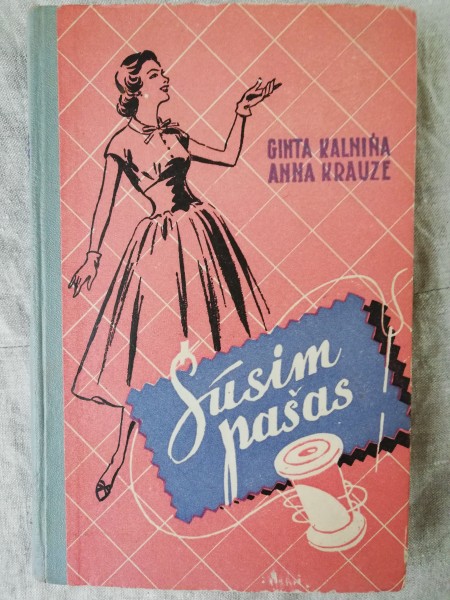 GINTA KALNIŅA
ANNA KRAUZE
Šūsim
pašas